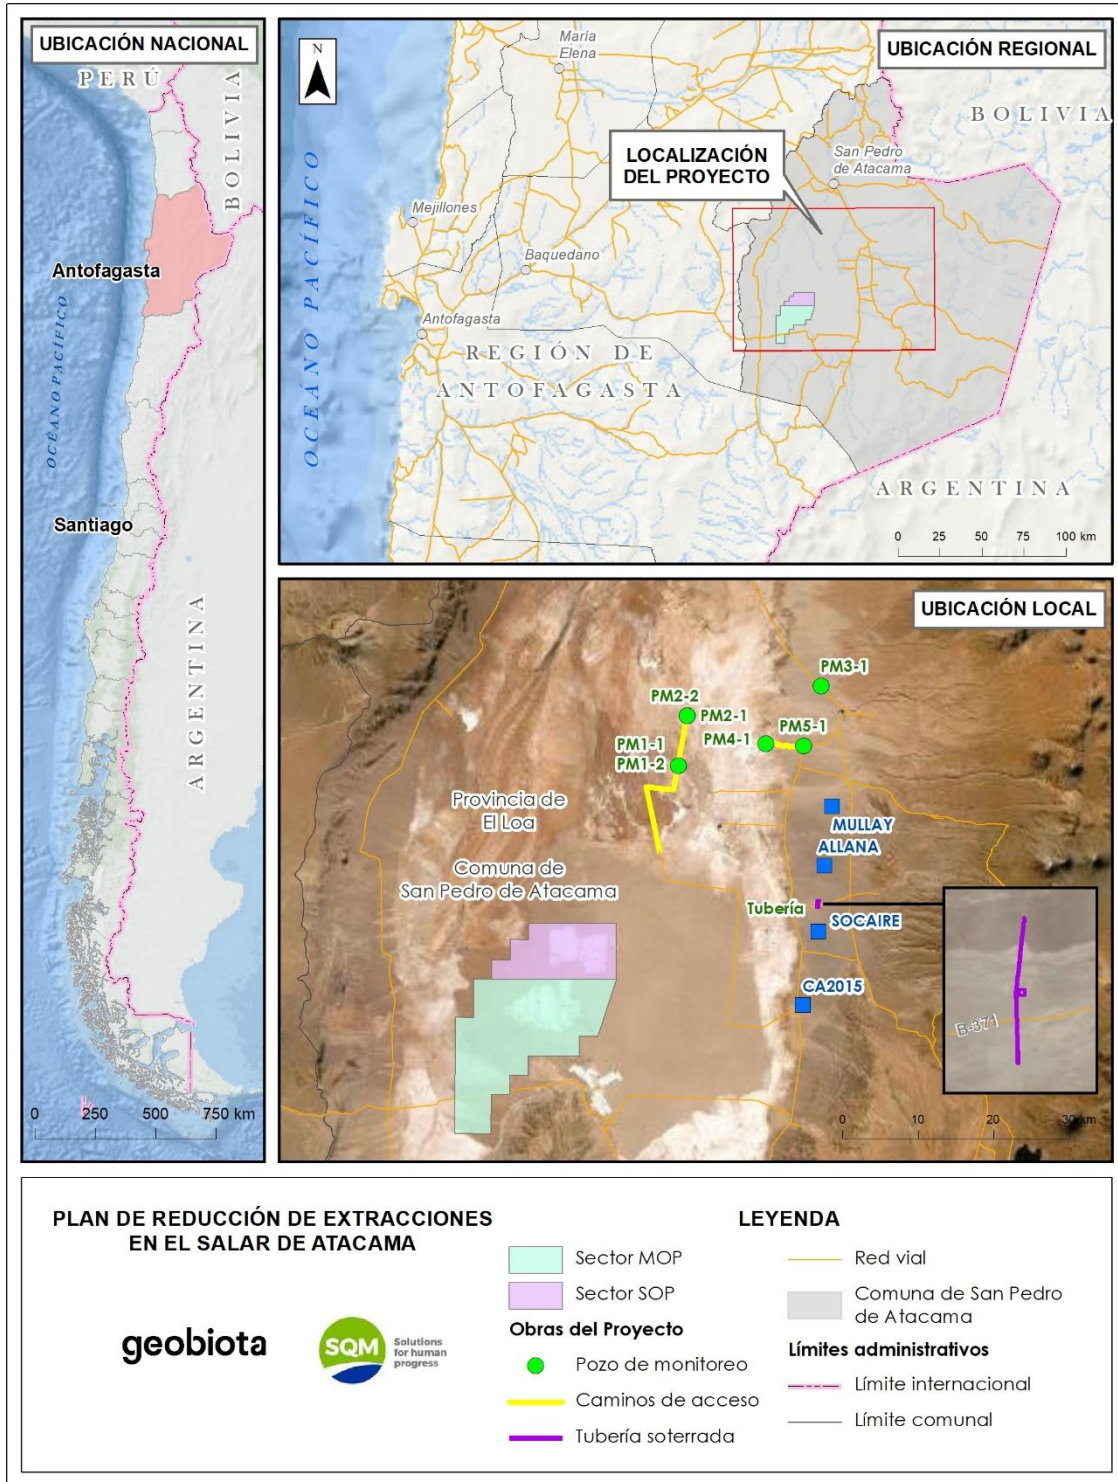 UBICACIÓN NACIONAL
PERÚ
BOLIVIA
Antofagasta
OCÉANO PACÍFICO
Santiago
ARGENTINA
0 250 500 750 km
UBICACIÓN REGIONAL
N
María
Elena
BOLIVIA
LOCALIZACIÓN
DEL PROYECTO
San Pedro
de Atacama
Mejillones
Baquedano
OCÉANO PACÍFICO
Antofagasta
REGIÓN DE
ANTOFAGASTA
ARGENTINA
0 25 50 75 100 km
UBICACIÓN LOCAL
PM3-1
PM2-2
PM2-1
PM5-1
PM4-1
PM1-1
PM1-2
Provincia de
El Loa
MULLAY
ALLANA
Comuna de
San Pedro de Atacama
Tubería
SOCAIRE
CA2015
B-371
0 10 20 30 km
PLAN DE REDUCCIÓN DE EXTRACCIONES
EN EL SALAR DE ATACAMA
geobiota
SQM
Solutions
for human
progress
LEYENDA
Sector MOP
Sector SOP
Obras del Proyecto
Pozo de monitoreo
Caminos de acceso
Tubería soterrada
Red vial
Comuna de San Pedro
de Atacama
Límites administrativos
Límite internacional
Límite comunal